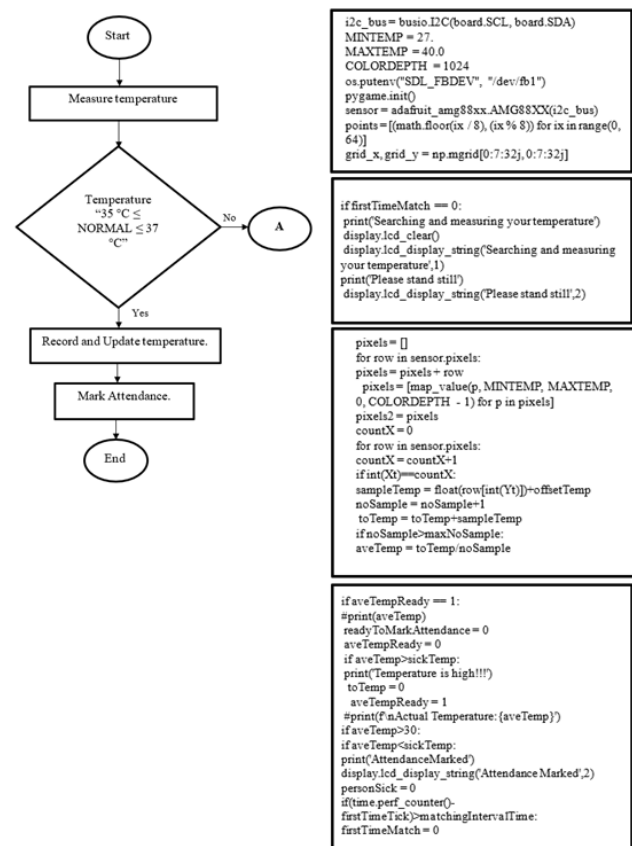 Start
Measure temperature
Temperature
“35 °C ≤
NORMAL ≤ 37
°C”
No
A
Yes
Record and Update temperature.
Mark Attendance.
End
i2c_bus= busio.I2C(board.SCL, board.SDA)
MINTEMP = 27.
MAXTEMP = 40.0
COLORDEPTH = 1024
os.putenv("SDL_FBDEV", "/dev/fb1")
pygame.init()
sensor = adafruit_amg88xx.AMG88XX(i2c_bus)
points = [(math.floor(ix / 8), (ix % 8)) for ix in range(0,
64)]
grid_x, grid_y = np.mgrid[0:7:32j, 0:7:32j]
if firstTimeMatch == 0:
print('Searching and measuring your temperature')
display.lcd_clear()
display.lcd_display_string('Searching and measuring
your temperature',1)
print('Please stand still')
display.lcd_display_string('Please stand still',2)
pixels = []
for row in sensor.pixels:
pixels = pixels + row
pixels = [map_value(p, MINTEMP, MAXTEMP,
0, COLORDEPTH - 1) for p in pixels]
pixels2 = pixels
countX = 0
for row in sensor.pixels:
countX = countX+1
if int(Xt)==countX:
sampleTemp = float(row[int(Yt)])+offsetTemp
noSample = noSample+1
toTemp = toTemp+sampleTemp
if noSample>maxNoSample:
aveTemp = toTemp/noSample
if aveTempReady == 1:
#print(aveTemp)
readyToMarkAttendance = 0
aveTempReady = 0
if aveTemp>sickTemp:
print('Temperature is high!!!')
toTemp = 0
aveTempReady = 1
#print(f'\nActual Temperature: {aveTemp}')
if aveTemp>30:
if aveTemp<sickTemp:
print('AttendanceMarked')
display.lcd_display_string('Attendance Marked',2)
personSick = 0
if(time.perf_counter()-
firstTimeTick)>matchingIntervalTime:
firstTimeMatch = 0